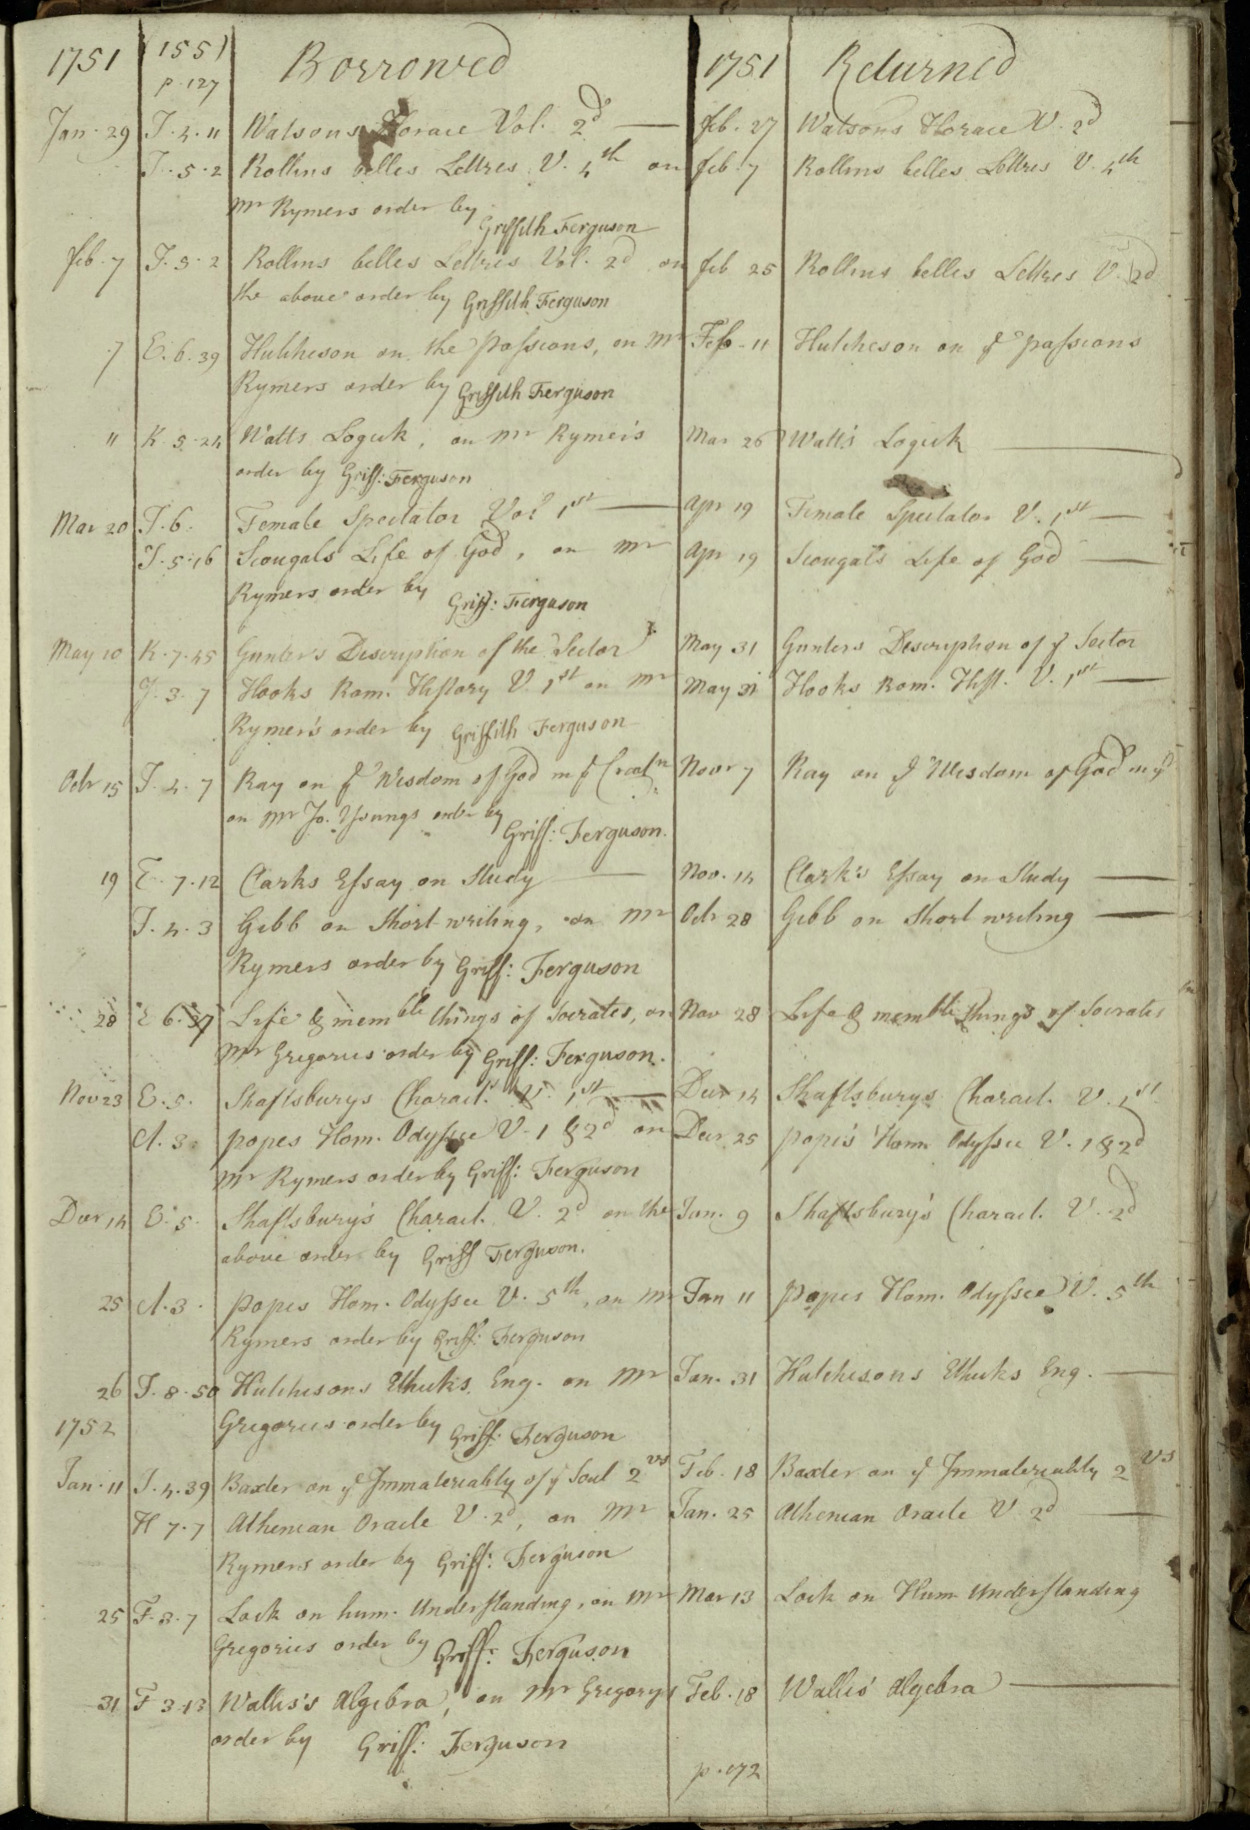 1751 (155) Borrowed 1751 Returned
p. 127
Jan. 29 J. 4. 11 Watsons Horace Vol. 2d — feb. 27 Watsons Horace V. 2d
J. 5. 2 Rollins belles Lettres V. 4th on feb. 7 Rollins belles Lettres V. 4th
Mr Rymers order by Griffith Ferguson
feb. 7 J. 5. 2 Rollins belles Lettres Vol. 2d on feb 25 Rollins belles Lettres V. 2d
the above order by Griffith Ferguson
7 E. 6. 39 Hutcheson on the passions, on Mr Feb. 11 Hutcheson on ye passions
Rymers order by Griffith Ferguson
11 K. 5. 24 Watts Logick, on Mr Rymer's Mar 26 Watts Logick
order by Griff: Ferguson
Mar 20 J. 6. Female Spectator Vol 1st — Apr 19 Female Spectator V. 1st —
J. 5. 16 Scougals Life of God, on Mr Apr 19 Scougals Life of God —
Rymers order by Griff: Ferguson
May 10 K. 7. 45 Gunter's Description of the Sector May 31 Gunters Description of ye Sector
J. 3. 7 Hooks Rom. History V. 1st on Mr May 31 Hooks Rom. Hist. V. 1st —
Rymer's order by Griffith Ferguson
Octr 15 J. 4. 7 Ray on ye Wisdom of God in ye Creatn Novr 7 Ray on ye Wisdom of God in ye
on Mr Jo. Youngs order by Griff: Ferguson.
19 E. 7. 12 Clarks Essay on Study — Nov. 14 Clark's Essay on Study —
J. 4. 3 Gibb on Short writing, on Mr Octr 28 Gibb on Short writing —
Rymers order by Griff: Ferguson
28 E 6. 37 Life & memble things of Socrates, on Nov 28 Life & memble things of Socrates
Mr Gregories order by Griff: Ferguson.
Nov 23 E. 5. Shaftsburys Charact. V. 1st — Decr 14 Shaftsburys Charact. V. 1st
A. 3. popes Hom. Odyssee V. 1 & 2d on Decr 25 pope's Hom Odyssee V. 1 & 2d
Mr Rymers order by Griff: Ferguson
Decr 14 E. 5. Shaftsbury's Charact. V. 2d on the Jan. 9 Shaftsbury's Charact. V. 2d
above order by Griff Ferguson.
25 A. 3. popes Hom. Odyssee V. 5th, on Mr Jan 11 popes Hom. Odyssee V. 5th
Rymers order by Griff: Ferguson
26 J. 8. 50 Hutchesons Ethicks Eng. on Mr Jan. 31 Hutchesons Ethicks Eng. —
1752 Gregories order by Griff: Ferguson
Jan. 11 J. 4. 39 Baxter on ye Immateriality of ye Soul 2 vs Feb. 18 Baxter on ye Immateriality 2 vs
H 7. 7 Athenian Oracle V. 2d, on Mr Jan. 25 Athenian Oracle V 2d —
Rymers order by Griff: Ferguson
25 F. 3. 7 Lock on hum. Understanding, on Mr Mar 13 Lock on Hum Understanding
Gregories order by Griff: Ferguson
31 F 3. 13 Wallis's Algebra, on Mr Gregorys Feb. 18 Wallis' Algebra —
order by Griff: Ferguson
p. 172